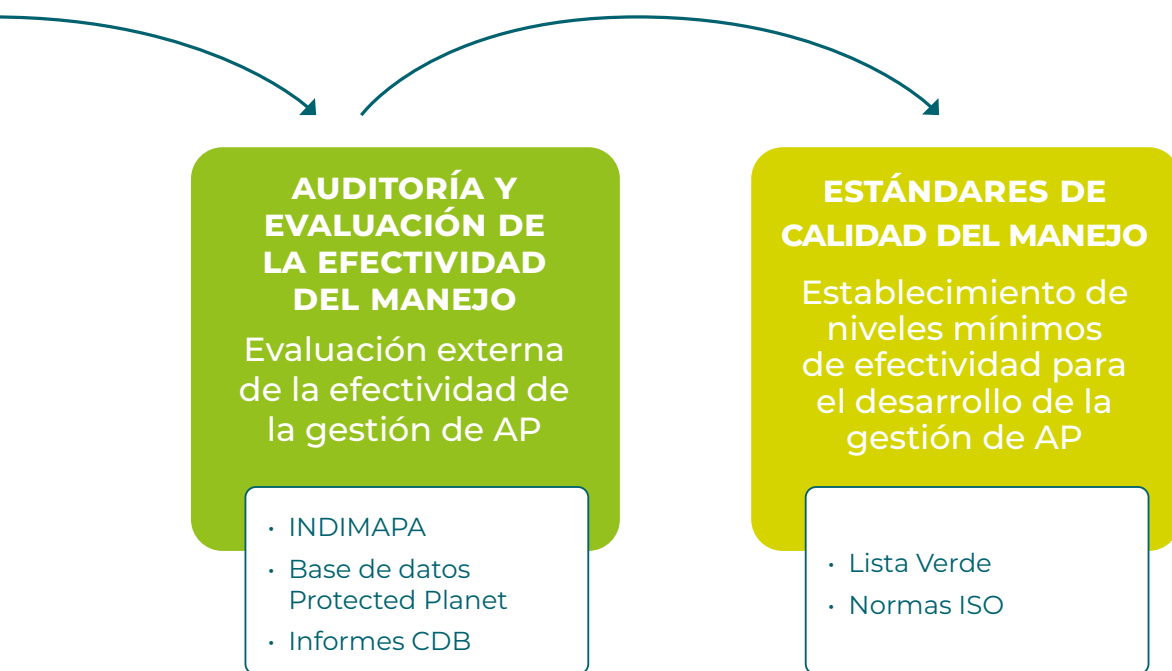 AUDITORÍA Y
EVALUACIÓN DE
LA EFECTIVIDAD
DEL MANEJO
Evaluación externa
de la efectividad de
la gestión de AP
· INDIMAPA
· Base de datos
Protected Planet
· Informes CDB
ESTÁNDARES DE
CALIDAD DEL MANEJO
Establecimiento de
niveles mínimos
de efectividad para
el desarrollo de la
gestión de AP
· Lista Verde
· Normas ISO